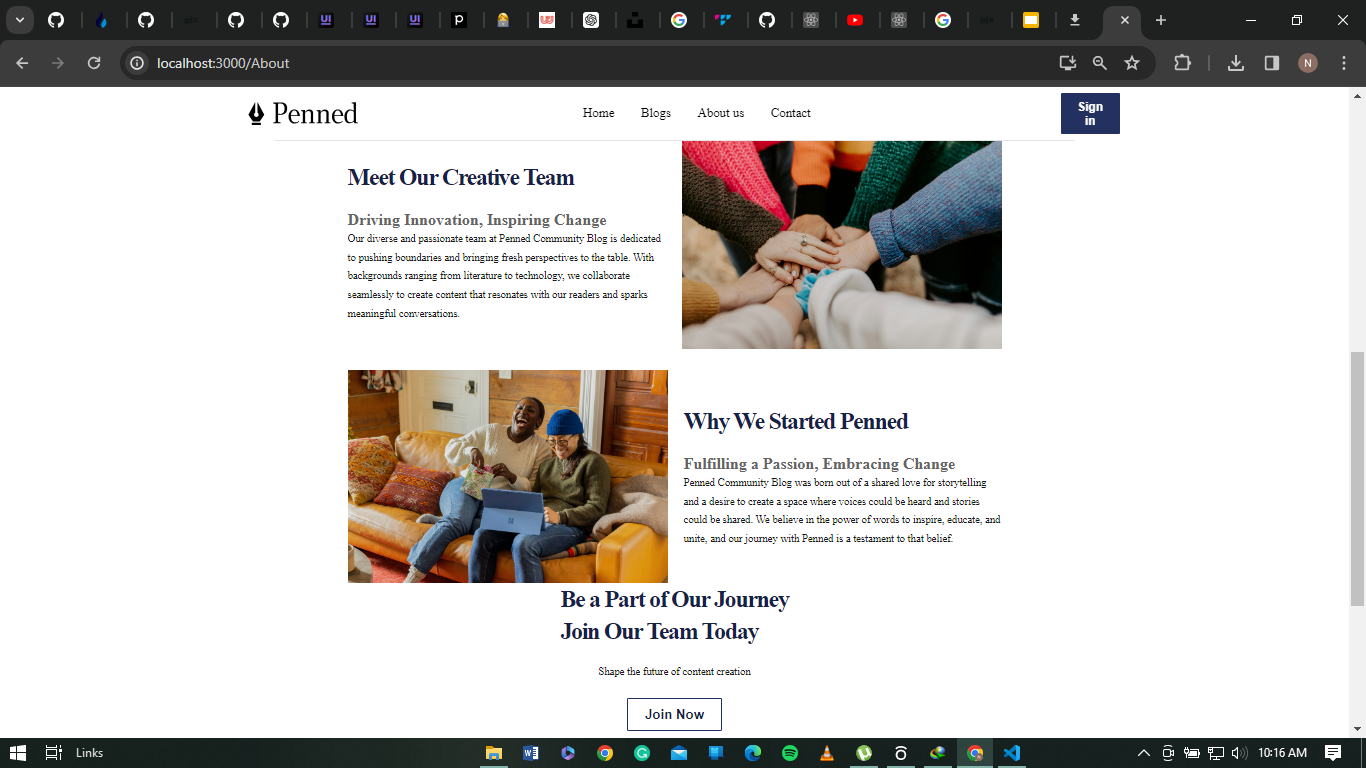 localhost:3000/About
N
Penned
Home
Blogs
About us
Contact
Sign
in
Meet Our Creative Team
Driving Innovation, Inspiring Change
Our diverse and passionate team at Penned Community Blog is dedicated
to pushing boundaries and bringing fresh perspectives to the table. With
backgrounds ranging from literature to technology, we collaborate
seamlessly to create content that resonates with our readers and sparks
meaningful conversations.
Why We Started Penned
Fulfilling a Passion, Embracing Change
Penned Community Blog was born out of a shared love for storytelling
and a desire to create a space where voices could be heard and stories
could be shared. We believe in the power of words to inspire, educate, and
unite, and our journey with Penned is a testament to that belief.
Be a Part of Our Journey
Join Our Team Today
Shape the future of content creation
Join Now
Links
10:16 AM